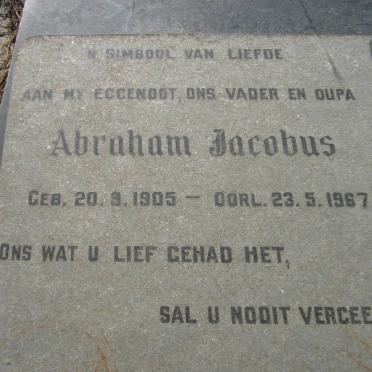 'N SIMBOOL VAN LIEFDE
AAN MY EGGENOOT, ONS VADER EN OUPA
Abraham Jacobus
GEB. 20.9.1905 — OORL. 23.5.1967
ONS WAT U LIEF GEHAD HET,
SAL U NOOIT VERGEE